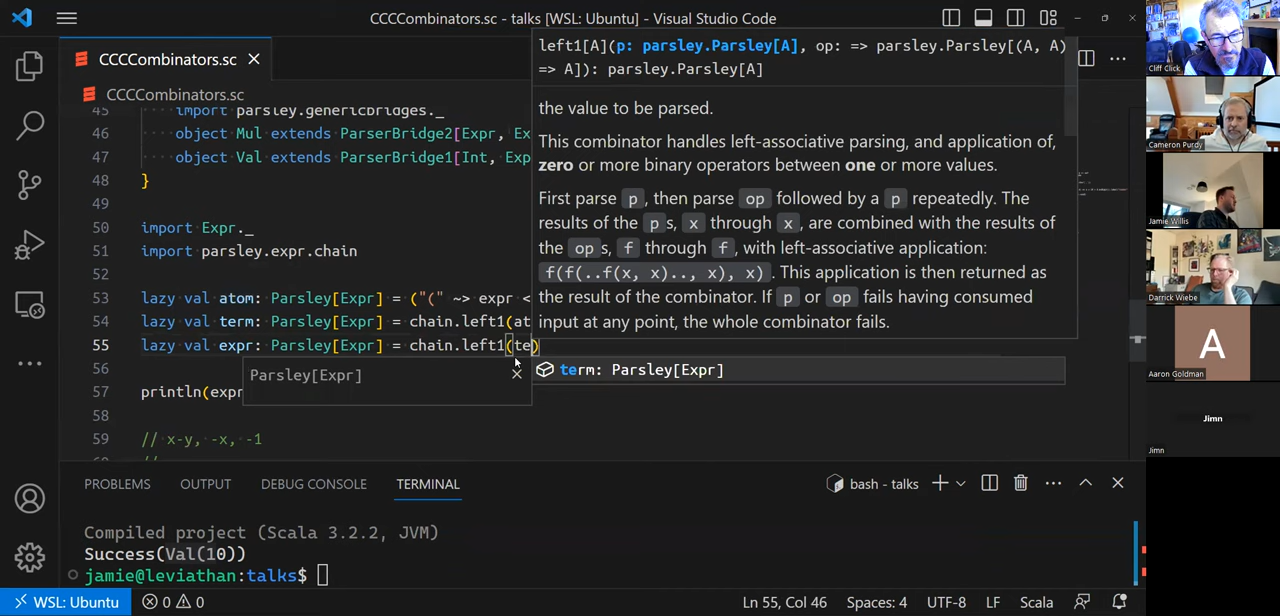 CCCCombinators.sc - talks [WSL: Ubuntu] - Visual Studio Code
CCCCombinators.sc
CCCCombinators.sc
45 import parsley.genericbridges._
46 object Mul extends ParserBridge2[Expr, Ex
47 object Val extends ParserBridge1[Int, Exp
48 }
49
50 import Expr._
51 import parsley.expr.chain
52
53 lazy val atom: Parsley[Expr] = ("(" ~> expr <
54 lazy val term: Parsley[Expr] = chain.left1(at
55 lazy val expr: Parsley[Expr] = chain.left1(te)
56
57 println(expr
58
59 // x-y, -x, -1
left1[A](p: parsley.Parsley[A], op: => parsley.Parsley[(A, A)
=> A]): parsley.Parsley[A]
the value to be parsed.
This combinator handles left-associative parsing, and application of,
zero or more binary operators between one or more values.
First parse p, then parse op followed by a p repeatedly. The
results of the ps, x through x, are combined with the results of
the ops, f through f, with left-associative application:
f(f(..f(x, x).., x), x). This application is then returned as
the result of the combinator. If p or op fails having consumed
input at any point, the whole combinator fails.
term: Parsley[Expr]
Parsley[Expr]
PROBLEMS OUTPUT DEBUG CONSOLE TERMINAL
bash - talks
Compiled project (Scala 3.2.2, JVM)
Success(Val(10))
jamie@leviathan:talks$
WSL: Ubuntu 0 0
Ln 55, Col 46 Spaces: 4 UTF-8 LF Scala
Cliff Click
Cameron Purdy
Jamie Willis
Darrick Wiebe
A
Aaron Goldman
Jimn
Jimn